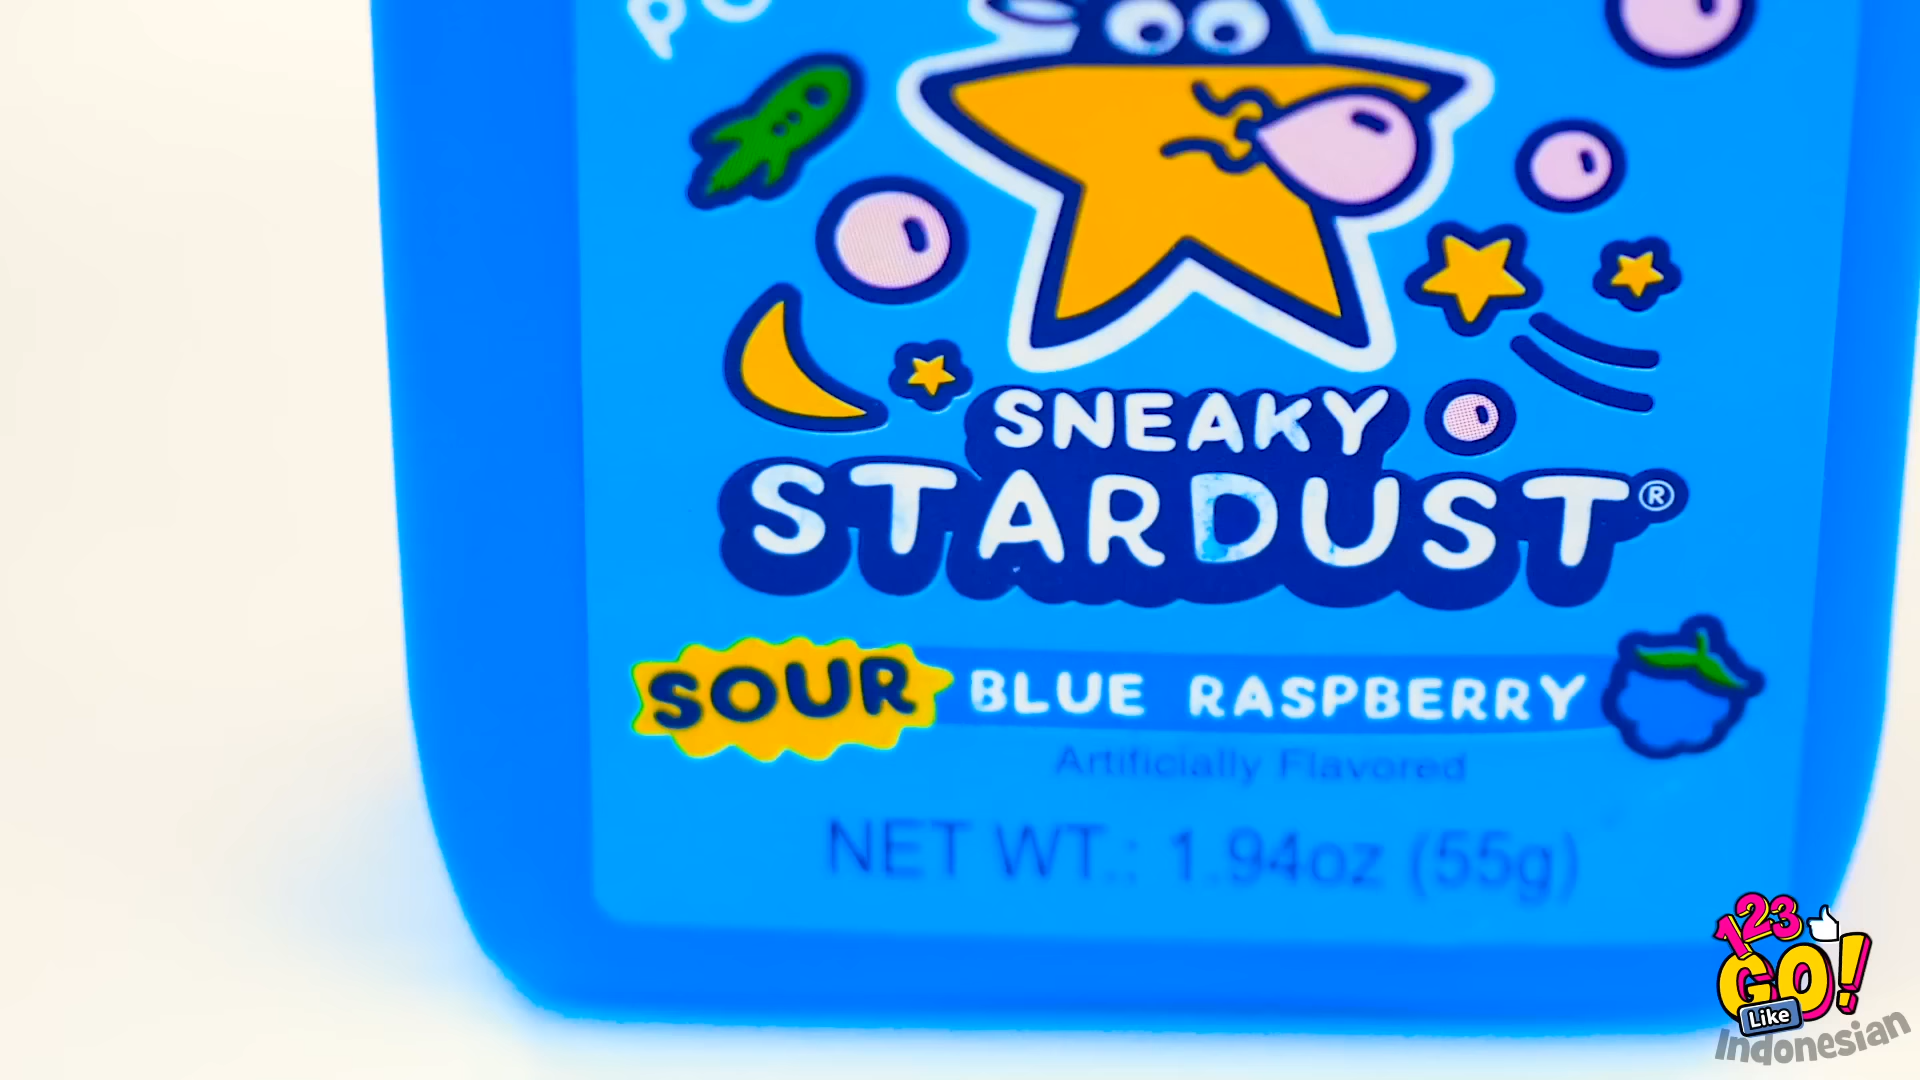 SNEAKY
STARDUST®
SOUR BLUE RASPBERRY
Artificially Flavored
NET WT.: 1.94oz (55g)
123
GO!
Like
Indonesian